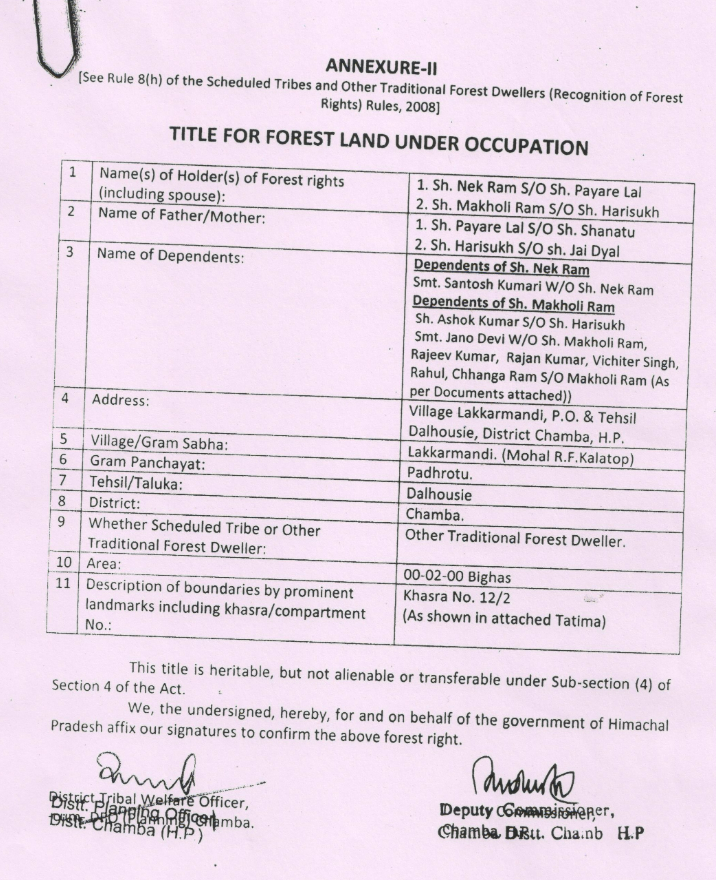 ANNEXURE-II
[See Rule 8(h) of the Scheduled Tribes and Other Traditional Forest Dwellers (Recognition of Forest
Rights) Rules, 2008]
TITLE FOR FOREST LAND UNDER OCCUPATION
1 Name(s) of Holder(s) of Forest rights
(including spouse):
1. Sh. Nek Ram S/O Sh. Payare Lal
2. Sh. Makholi Ram S/O Sh. Harisukh
2 Name of Father/Mother:
1. Sh. Payare Lal S/O Sh. Shanatu
2. Sh. Harisukh S/O sh. Jai Dyal
3 Name of Dependents:
Dependents of Sh. Nek Ram
Smt. Santosh Kumari W/O Sh. Nek Ram
Dependents of Sh. Makholi Ram
Sh. Ashok Kumar S/O Sh. Harisukh
Smt. Jano Devi W/O Sh. Makholi Ram,
Rajeev Kumar, Rajan Kumar, Vichiter Singh,
Rahul, Chhanga Ram S/O Makholi Ram (As
per Documents attached))
4 Address:
Village Lakkarmandi, P.O. & Tehsil
Dalhousie, District Chamba, H.P.
5 Village/Gram Sabha:
Lakkarmandi. (Mohal R.F.Kalatop)
6 Gram Panchayat:
Padhrotu.
7 Tehsil/Taluka:
Dalhousie
8 District:
Chamba.
9 Whether Scheduled Tribe or Other
Traditional Forest Dweller:
Other Traditional Forest Dweller.
10 Area:
00-02-00 Bighas
11 Description of boundaries by prominent
landmarks including khasra/compartment
No.:
Khasra No. 12/2
(As shown in attached Tatima)
This title is heritable, but not alienable or transferable under Sub-section (4) of
Section 4 of the Act.
We, the undersigned, hereby, for and on behalf of the government of Himachal
Pradesh affix our signatures to confirm the above forest right.
District Tribal Welfare Officer,
Distt. Planning Officer
(Planning) Chamba.
Distt. Chamba (H.P.)
Deputy Commissioner,
Chamba Distt. H.P